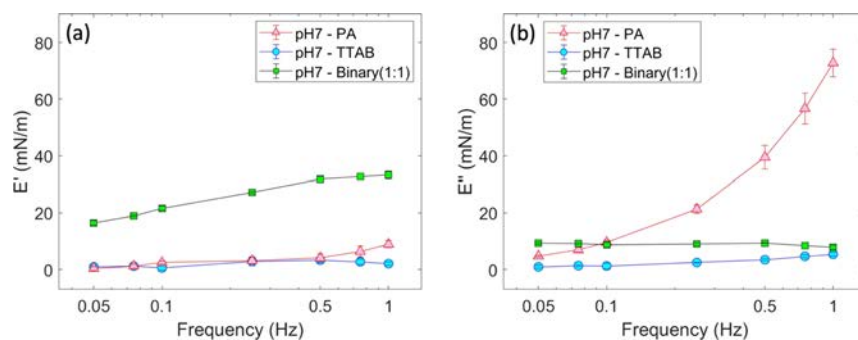 (a)
pH7 - PA
pH7 - TTAB
pH7 - Binary(1:1)
80
60
40
20
0
E' (mN/m)
0.05
0.1
0.5
1
Frequency (Hz)
(b)
pH7 - PA
pH7 - TTAB
pH7 - Binary(1:1)
80
60
40
20
0
E" (mN/m)
0.05
0.1
0.5
1
Frequency (Hz)